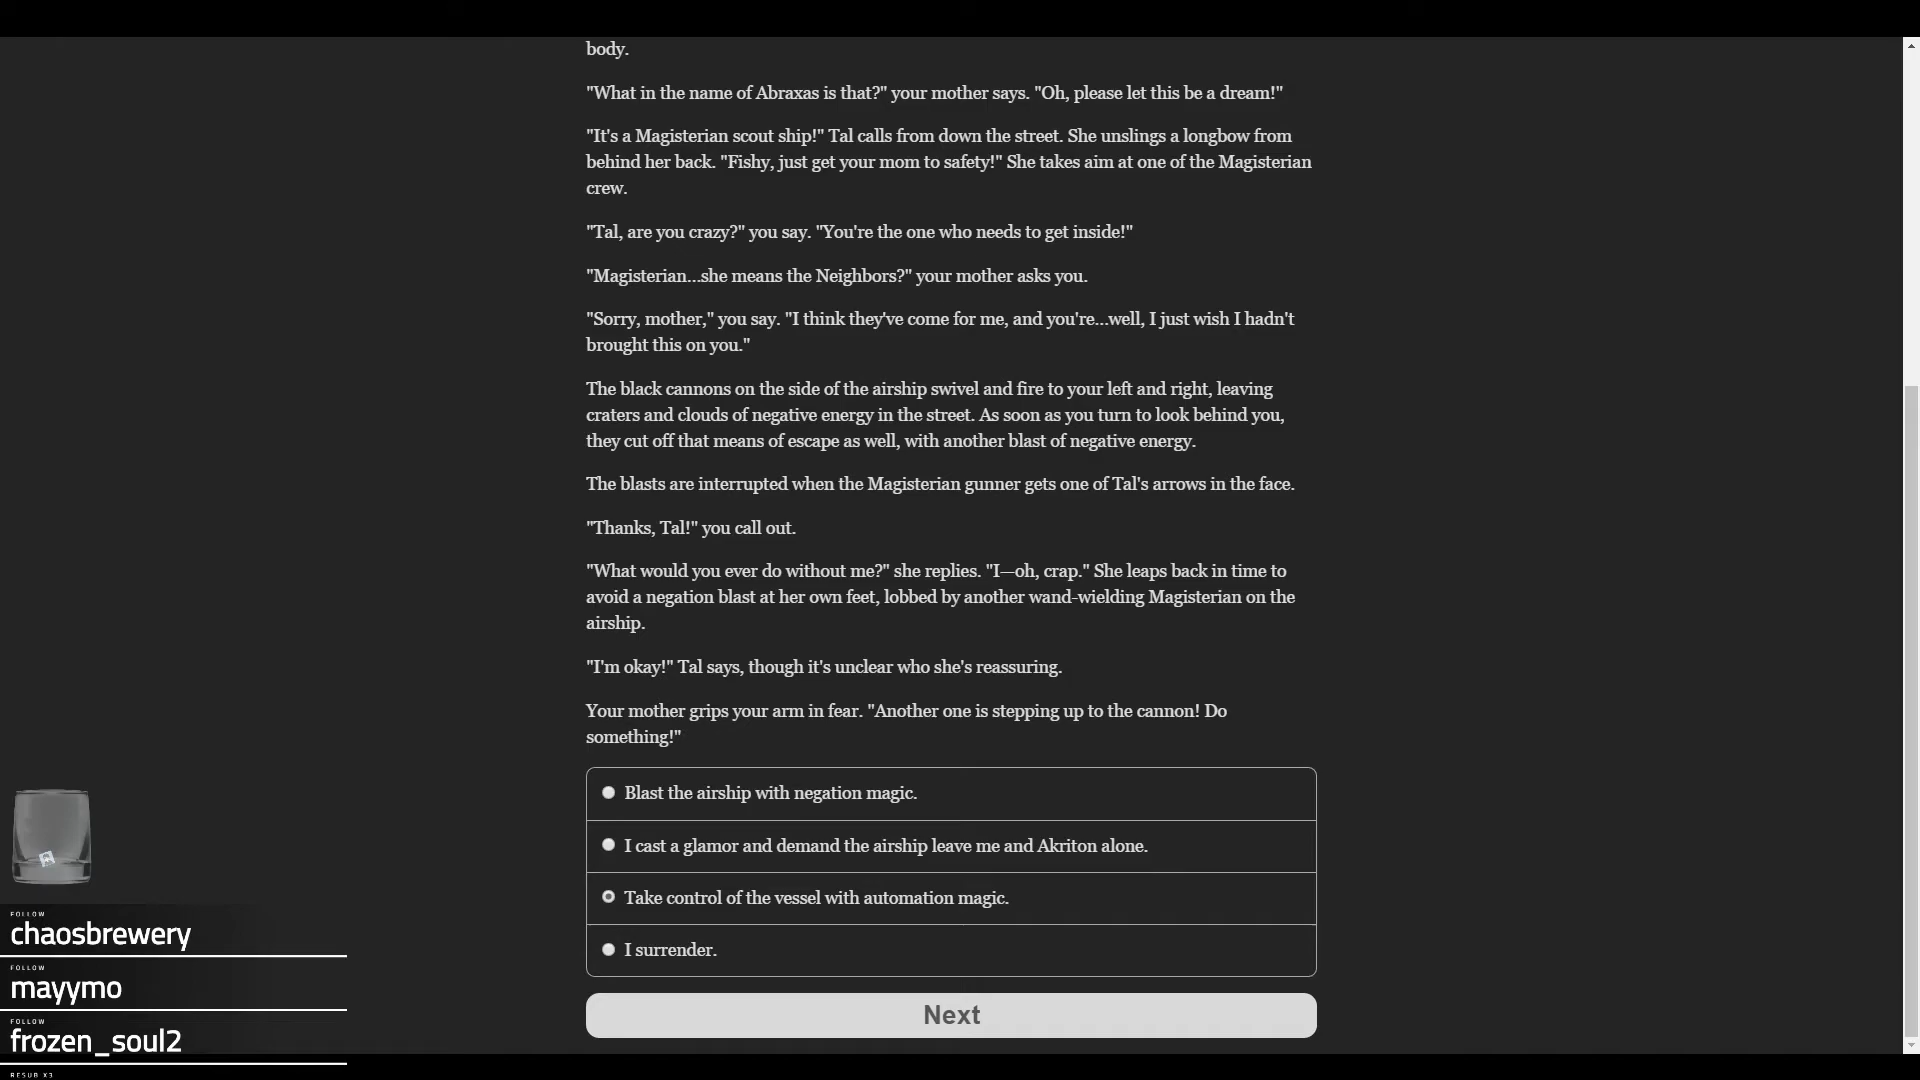 body.
"What in the name of Abraxas is that?" your mother says. "Oh, please let this be a dream!"
"It's a Magisterian scout ship!" Tal calls from down the street. She unslings a longbow from
behind her back. "Fishy, just get your mom to safety!" She takes aim at one of the Magisterian
crew.
"Tal, are you crazy?" you say. "You're the one who needs to get inside!"
"Magisterian...she means the Neighbors?" your mother asks you.
"Sorry, mother," you say. "I think they've come for me, and you're...well, I just wish I hadn't
brought this on you."
The black cannons on the side of the airship swivel and fire to your left and right, leaving
craters and clouds of negative energy in the street. As soon as you turn to look behind you,
they cut off that means of escape as well, with another blast of negative energy.
The blasts are interrupted when the Magisterian gunner gets one of Tal's arrows in the face.
"Thanks, Tal!" you call out.
"What would you ever do without me?" she replies. "I—oh, crap." She leaps back in time to
avoid a negation blast at her own feet, lobbed by another wand-wielding Magisterian on the
airship.
"I'm okay!" Tal says, though it's unclear who she's reassuring.
Your mother grips your arm in fear. "Another one is stepping up to the cannon! Do
something!"
Blast the airship with negation magic.
I cast a glamor and demand the airship leave me and Akriton alone.
Take control of the vessel with automation magic.
I surrender.
Next
FOLLOW
chaosbrewery
FOLLOW
mayymo
FOLLOW
frozen_soul2
RESUB X3